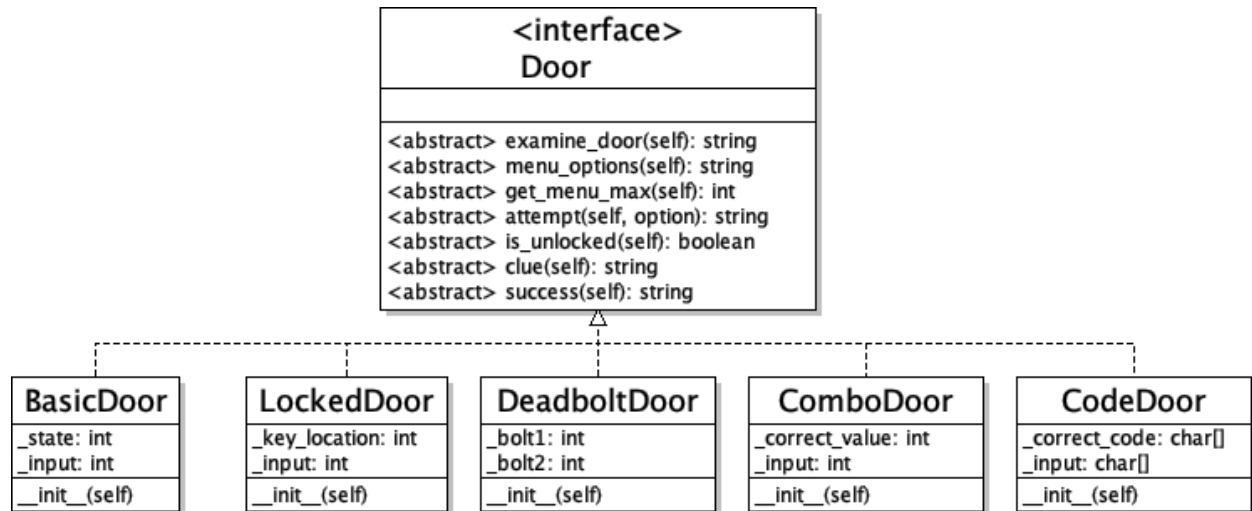 <interface>
Door
<abstract> examine_door(self): string
<abstract> menu_options(self): string
<abstract> get_menu_max(self): int
<abstract> attempt(self, option): string
<abstract> is_unlocked(self): boolean
<abstract> clue(self): string
<abstract> success(self): string
BasicDoor
_state: int
_input: int
__init__(self)
LockedDoor
_key_location: int
_input: int
__init__(self)
DeadboltDoor
_bolt1: int
_bolt2: int
__init__(self)
ComboDoor
_correct_value: int
_input: int
__init__(self)
CodeDoor
_correct_code: char[]
_input: char[]
__init__(self)